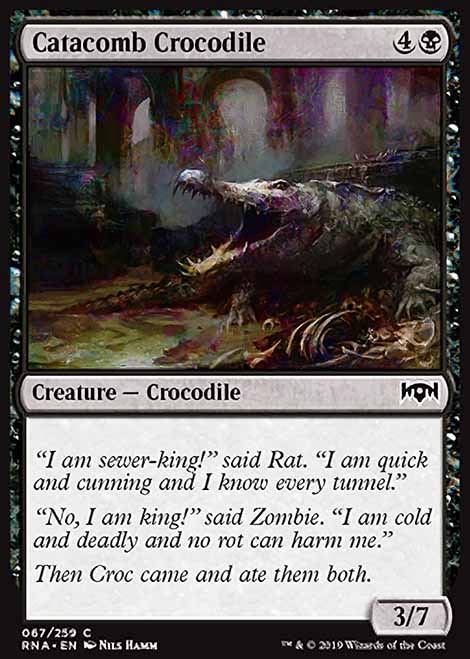 Catacomb Crocodile 4
Creature — Crocodile
“I am sewer-king!” said Rat. “I am quick
and cunning and I know every tunnel.”
“No, I am king!” said Zombie. “I am cold
and deadly and no rot can harm me.”
Then Croc came and ate them both.
3/7
067/259 C
RNA • EN Nils Hamm
™ & © 2019 Wizards of the Coast